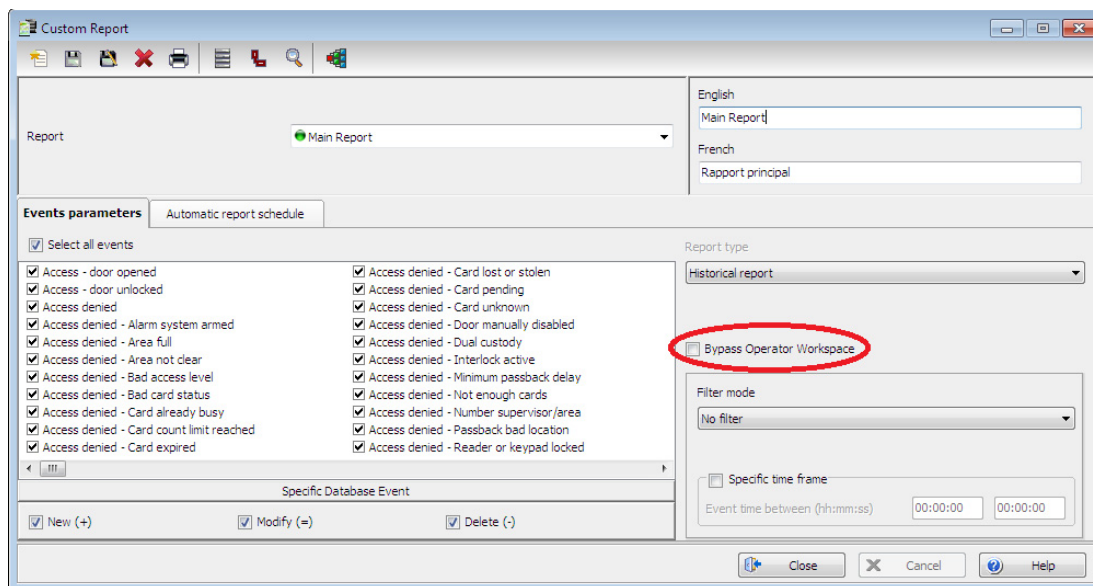 Custom Report
English
Main Report
Report
Main Report
French
Rapport principal
Events parameters
Automatic report schedule
Select all events
Report type
Historical report
Access - door opened
Access - door unlocked
Access denied
Access denied - Alarm system armed
Access denied - Area full
Access denied - Area not clear
Access denied - Bad access level
Access denied - Bad card status
Access denied - Card already busy
Access denied - Card count limit reached
Access denied - Card expired
Access denied - Card lost or stolen
Access denied - Card pending
Access denied - Card unknown
Access denied - Door manually disabled
Access denied - Dual custody
Access denied - Interlock active
Access denied - Minimum passback delay
Access denied - Not enough cards
Access denied - Number supervisor/area
Access denied - Passback bad location
Access denied - Reader or keypad locked
Bypass Operator Workspace
Filter mode
No filter
Specific time frame
Event time between (hh:mm:ss) 00:00:00 00:00:00
Specific Database Event
New (+) Modify (=) Delete (-)
Close Cancel Help